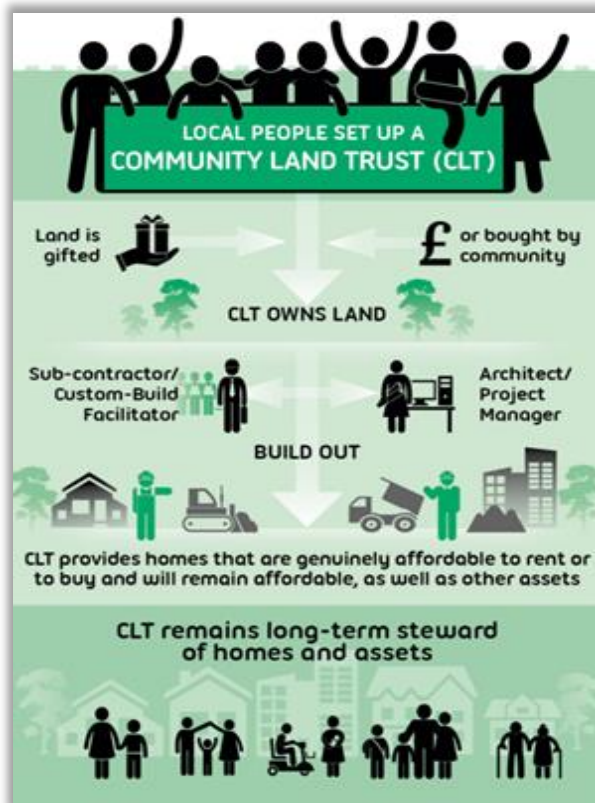 LOCAL PEOPLE SET UP A
COMMUNITY LAND TRUST (CLT)
Land is
gifted
£ or bought by
community
CLT OWNS LAND
Sub-contractor/
Custom-Build
Facilitator
Architect/
Project
Manager
BUILD OUT
CLT provides homes that are genuinely affordable to rent or
to buy and will remain affordable, as well as other assets
CLT remains long-term steward
of homes and assets